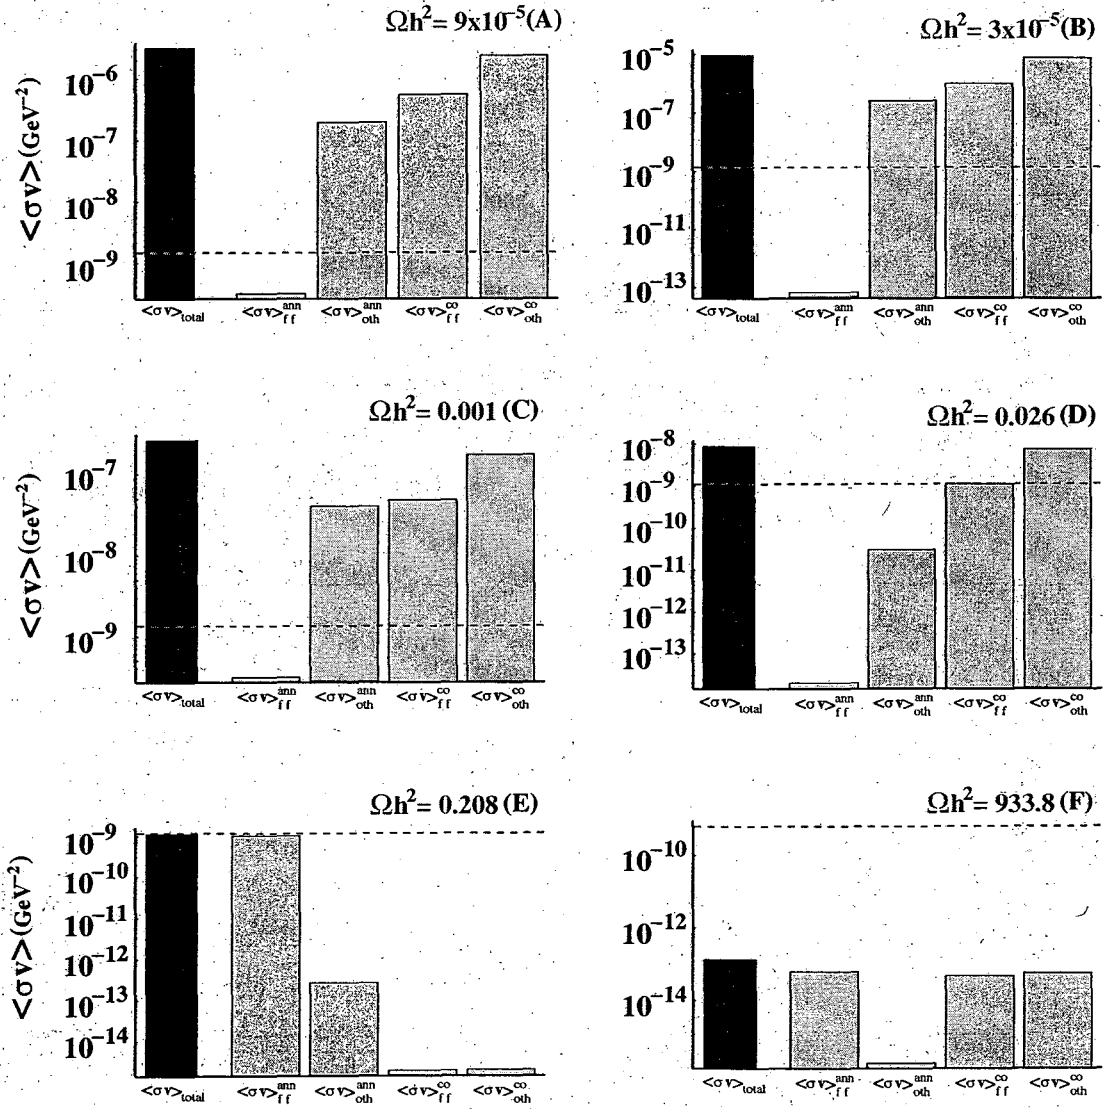 Ωh²= 9x10⁻⁵(A)
<σv>(GeV⁻²)
10⁻⁶
10⁻⁷
10⁻⁸
10⁻⁹
<σv>total <σv>ann ff <σv>ann oth <σv>co ff <σv>co oth
Ωh²= 3x10⁻⁵(B)
10⁻⁵
10⁻⁷
10⁻⁹
10⁻¹¹
10⁻¹³
<σv>total <σv>ann ff <σv>ann oth <σv>co ff <σv>co oth
Ωh²= 0.001 (C)
<σv>(GeV⁻²)
10⁻⁷
10⁻⁸
10⁻⁹
<σv>total <σv>ann ff <σv>ann oth <σv>co ff <σv>co oth
Ωh²= 0.026 (D)
10⁻⁸
10⁻⁹
10⁻¹⁰
10⁻¹¹
10⁻¹²
10⁻¹³
<σv>total <σv>ann ff <σv>ann oth <σv>co ff <σv>co oth
Ωh²= 0.208 (E)
<σv>(GeV⁻²)
10⁻⁹
10⁻¹⁰
10⁻¹¹
10⁻¹²
10⁻¹³
10⁻¹⁴
<σv>total <σv>ann ff <σv>ann oth <σv>co ff <σv>co oth
Ωh²= 933.8 (F)
10⁻¹⁰
10⁻¹²
10⁻¹⁴
<σv>total <σv>ann ff <σv>ann oth <σv>co ff <σv>co oth